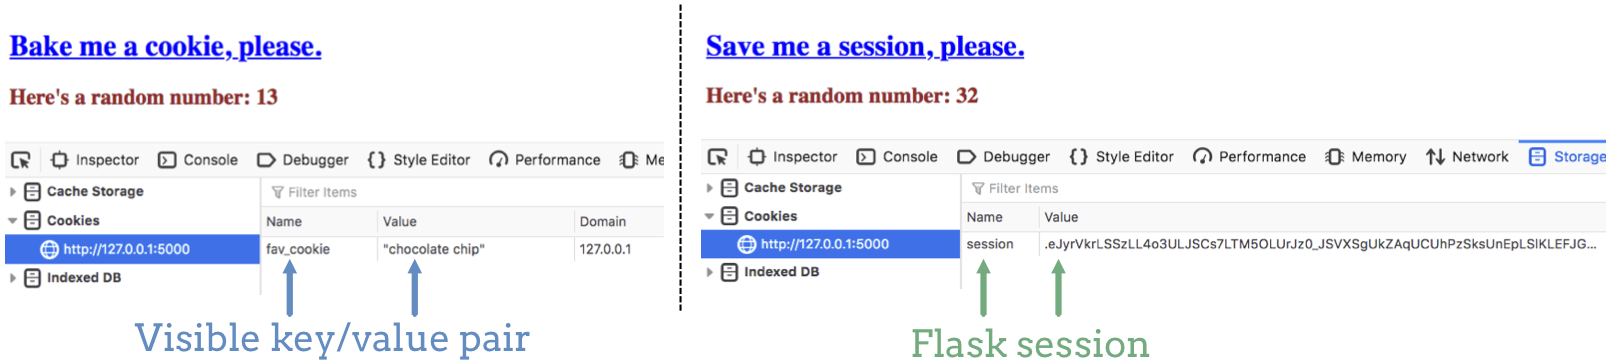 Bake me a cookie, please.
Here's a random number: 13
Inspector Console Debugger {} Style Editor Performance Me
Cache Storage
Filter Items
Cookies
Name Value Domain
http://127.0.0.1:5000
fav_cookie "chocolate chip" 127.0.0.1
Indexed DB
Visible key/value pair
Save me a session, please.
Here's a random number: 32
Inspector Console Debugger {} Style Editor Performance Memory Network Storage
Cache Storage
Filter Items
Cookies
Name Value
http://127.0.0.1:5000
session .eJyrVkrLSSzLL4o3ULJSCs7LTM5OLUrJz0_JSVXSgUkZAqUCUhPzSksUnEpLSlKLEFJG...
Indexed DB
Flask session